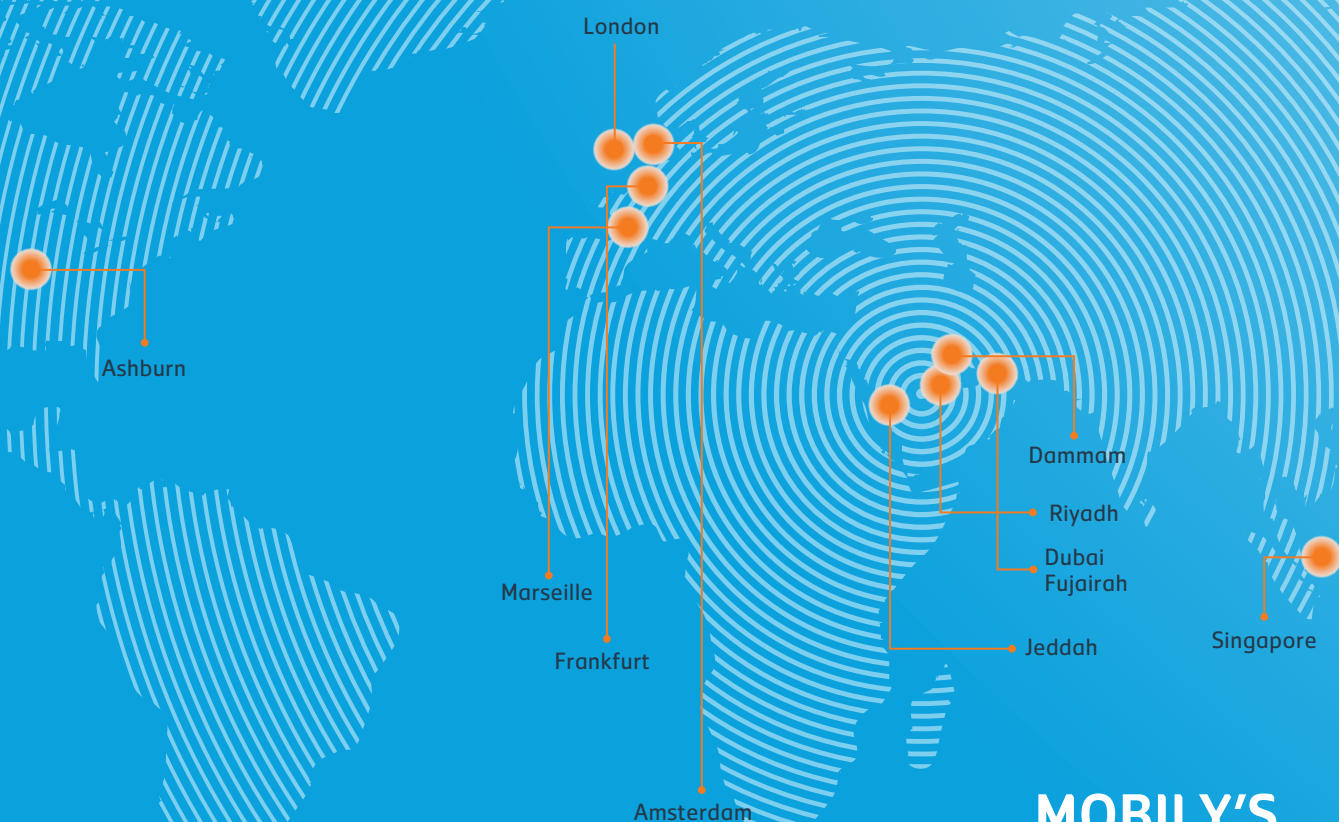 London
Ashburn
Dammam
Riyadh
Dubai
Fujairah
Marseille
Singapore
Jeddah
Frankfurt
Amsterdam
MOBILY'S